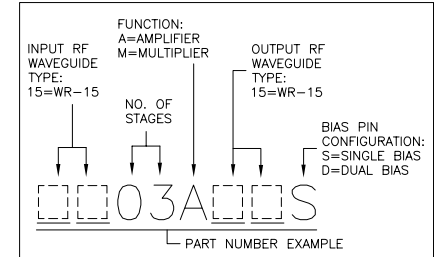 FUNCTION:
A=AMPLIFIER
M=MULTIPLIER
INPUT RF
WAVEGUIDE
TYPE:
15=WR-15
NO. OF
STAGES
OUTPUT RF
WAVEGUIDE
TYPE:
15=WR-15
BIAS PIN
CONFIGURATION:
S=SINGLE BIAS
D=DUAL BIAS
03A S
PART NUMBER EXAMPLE